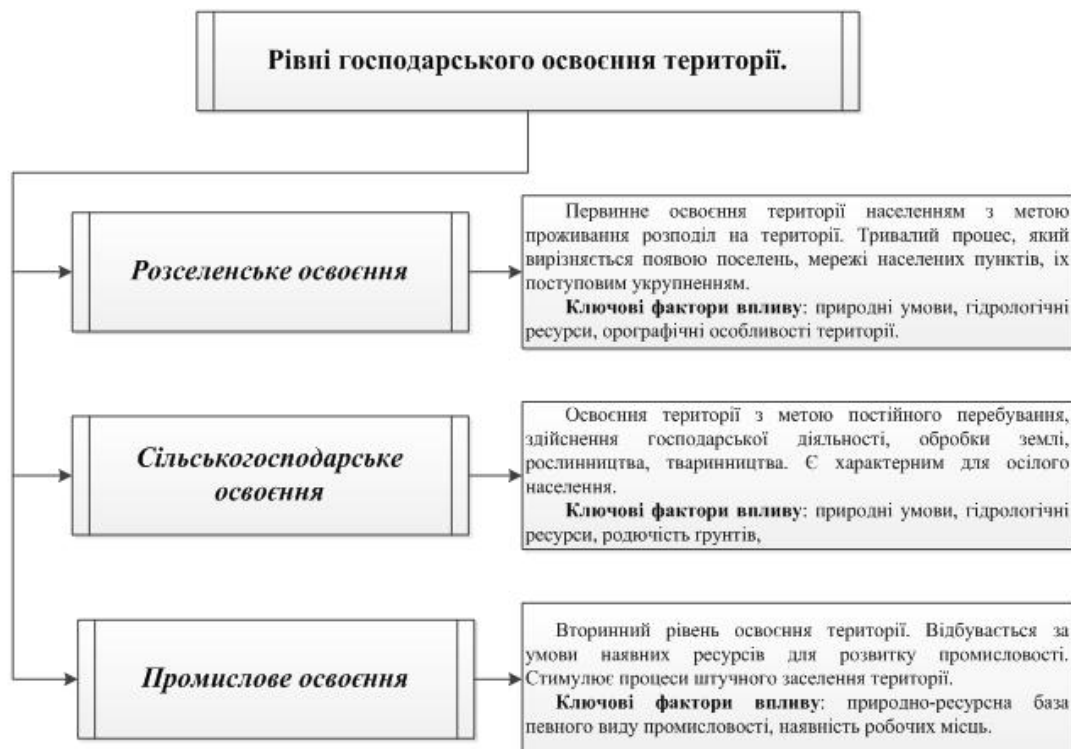 Рівні господарського освоєння території.
Розселенське освоєння
Первинне освоєння території населенням з метою
проживання розподіл на території. Тривалий процес, який
вирізняється появою поселень, мережі населених пунктів, їх
поступовим укрупненням.
Ключові фактори впливу: природні умови, гідрологічні
ресурси, орографічні особливості території.
Сільськогосподарське
освоєння
Освоєння території з метою постійного перебування,
здійснення господарської діяльності, обробки землі,
рослинництва, тваринництва. Є характерним для осілого
населення.
Ключові фактори впливу: природні умови, гідрологічні
ресурси, родючість ґрунтів,
Промислове освоєння
Вторинний рівень освоєння території. Відбувається за
умови наявних ресурсів для розвитку промисловості.
Стимулює процеси штучного заселення території.
Ключові фактори впливу: природно-ресурсна база
певного виду промисловості, наявність робочих місць.